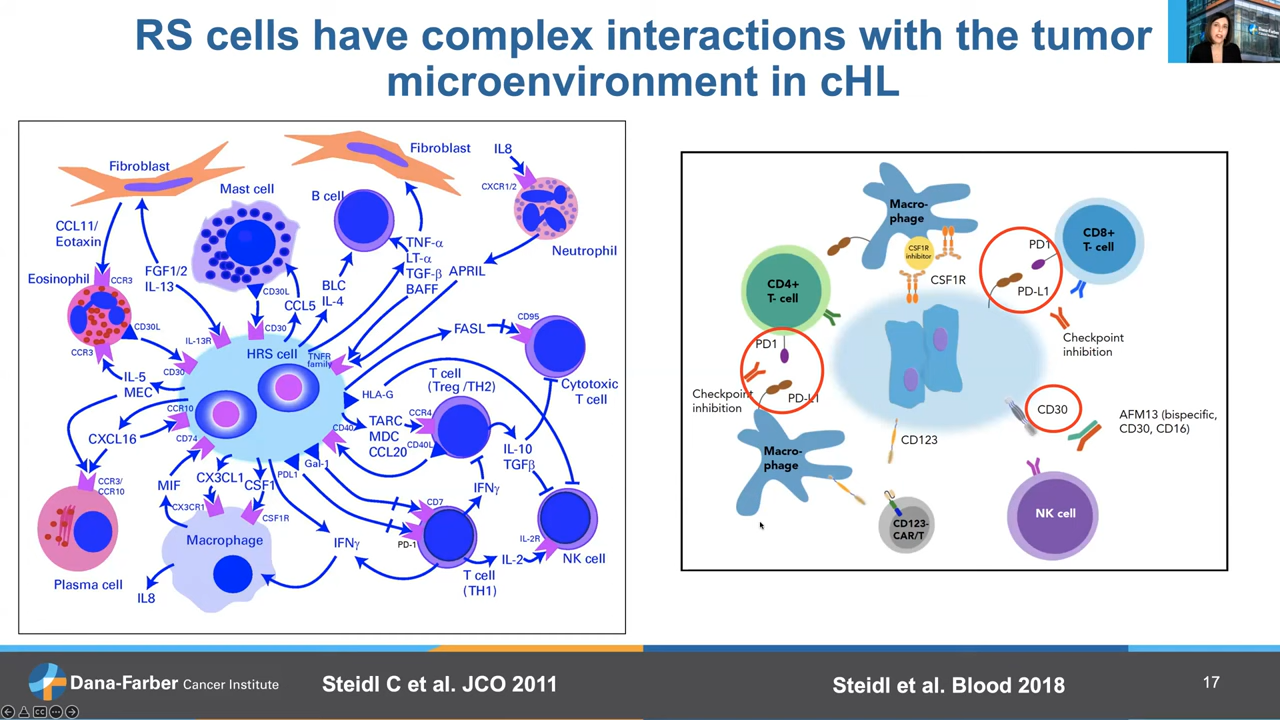 RS cells have complex interactions with the tumor
microenvironment in cHL
Fibroblast
Fibroblast
IL8
CXCR1/2
Mast cell
B cell
Neutrophil
CCL11/
Eotaxin
TNF-α
LT-α
TGF-β
BAFF
APRIL
Eosinophil
CCR3
FGF1/2
IL-13
CD30L
CCL5
BLC
IL-4
CD30L
CCR3
IL-13R
CD30
FASL
CD95
HRS cell
TNFR
family
CD30
IL-5
MEC
HLA-G
T cell
(Treg /TH2)
Cytotoxic
T cell
CCR10
CXCL16
CD74
CD40
TARC
MDC
CCL20
CCR4
CD40L
IL-10
TGFβ
CCR3/
CCR10
MIF
CX3CL1
CSF1
PDL1
Gal-1
IFNγ
CX3CR1
CSF1R
CD7
PD-1
IL-2R
Macrophage
IFNγ
IL-2
NK cell
Plasma cell
IL8
T cell
(TH1)
Macro-
phage
CSF1R
inhibitor
CSF1R
PD1
CD8+
T- cell
PD-L1
CD4+
T- cell
PD1
Checkpoint
inhibition
Checkpoint
inhibition
PD-L1
CD30
AFM13 (bispecific,
CD30, CD16)
CD123
Macro-
phage
CD123-
CAR/T
NK cell
Dana-Farber Cancer Institute
Steidl C et al. JCO 2011
Steidl et al. Blood 2018
17